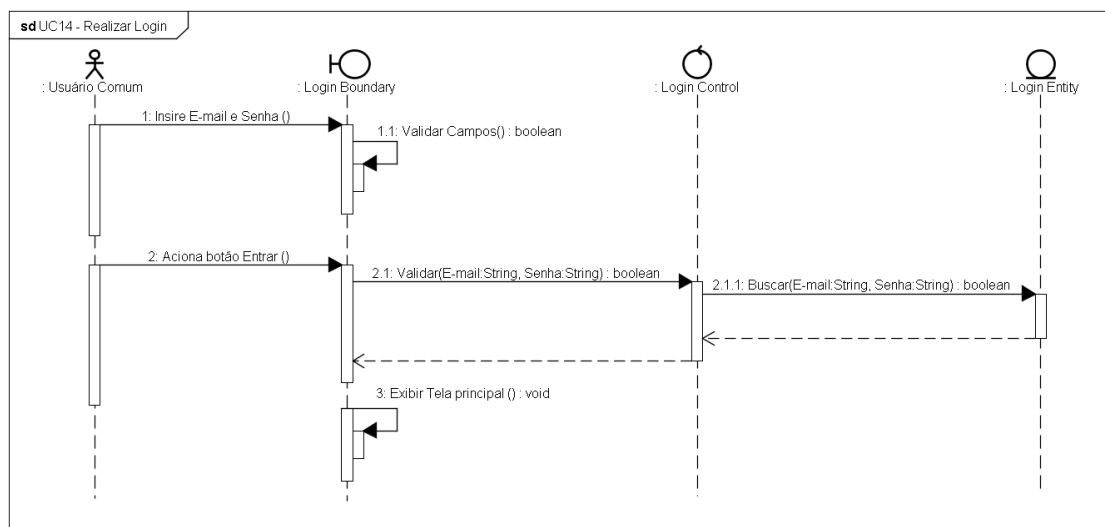 sd UC14 - Realizar Login
: Usuário Comum
: Login Boundary
: Login Control
: Login Entity
1: Insire E-mail e Senha ()
1.1: Validar Campos() : boolean
2: Aciona botão Entrar ()
2.1: Validar(E-mail:String, Senha:String) : boolean
2.1.1: Buscar(E-mail:String, Senha:String) : boolean
3: Exibir Tela principal () : void